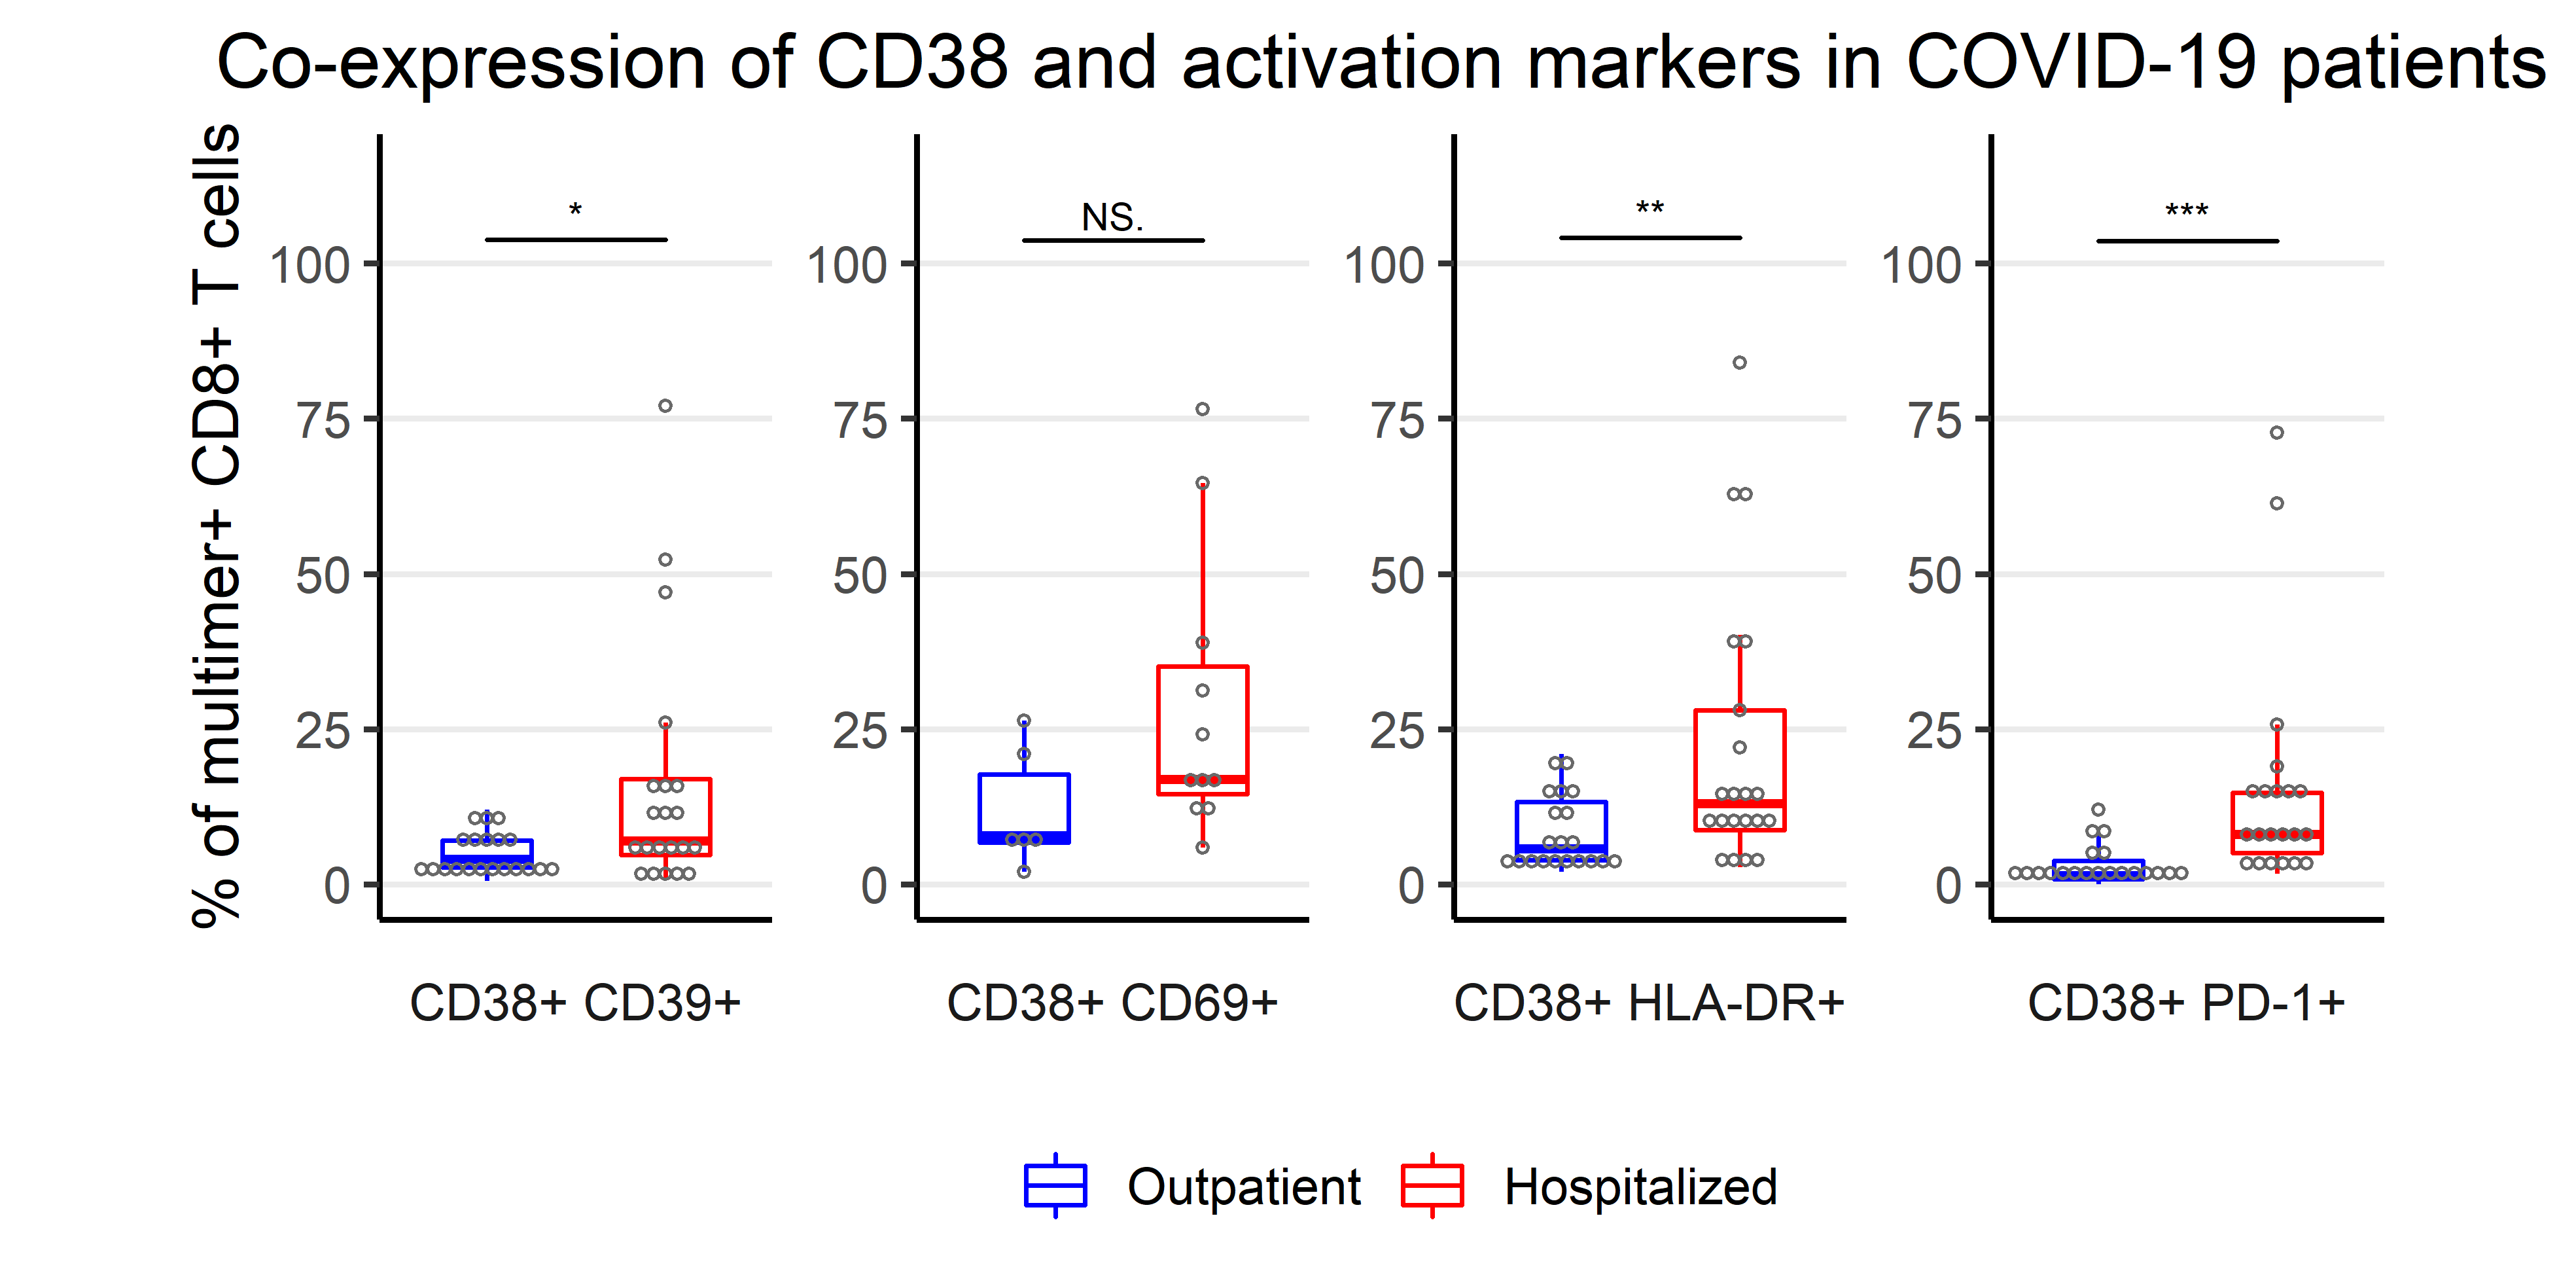 Co-expression of CD38 and activation markers in COVID-19 patients
% of multimer+ CD8+ T cells
* NS. ** ***
100 100 100 100
75 75 75 75
50 50 50 50
25 25 25 25
0 0 0 0
CD38+ CD39+ CD38+ CD69+ CD38+ HLA-DR+ CD38+ PD-1+
Outpatient Hospitalized